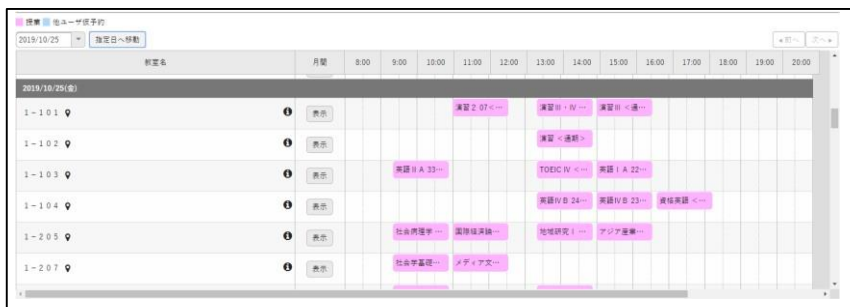 授業 他ユーザ仮予約
2019/10/25 指定日へ移動 前へ 次へ
教室名 月間 8:00 9:00 10:00 11:00 12:00 13:00 14:00 15:00 16:00 17:00 18:00 19:00 20:00
2019/10/25(金)
1-101 表示 演習2 07<… 演習III・IV … 演習III <通…
1-102 表示 演習 <通期>
1-103 表示 英語II A 33… TOEIC IV <… 英語I A 22…
1-104 表示 英語IV B 24… 英語IV B 23… 資格英語 <…
1-205 表示 社会病理学 … 国際経済論… 地域研究I … アジア産業…
1-207 表示 社会学基礎… メディア文…